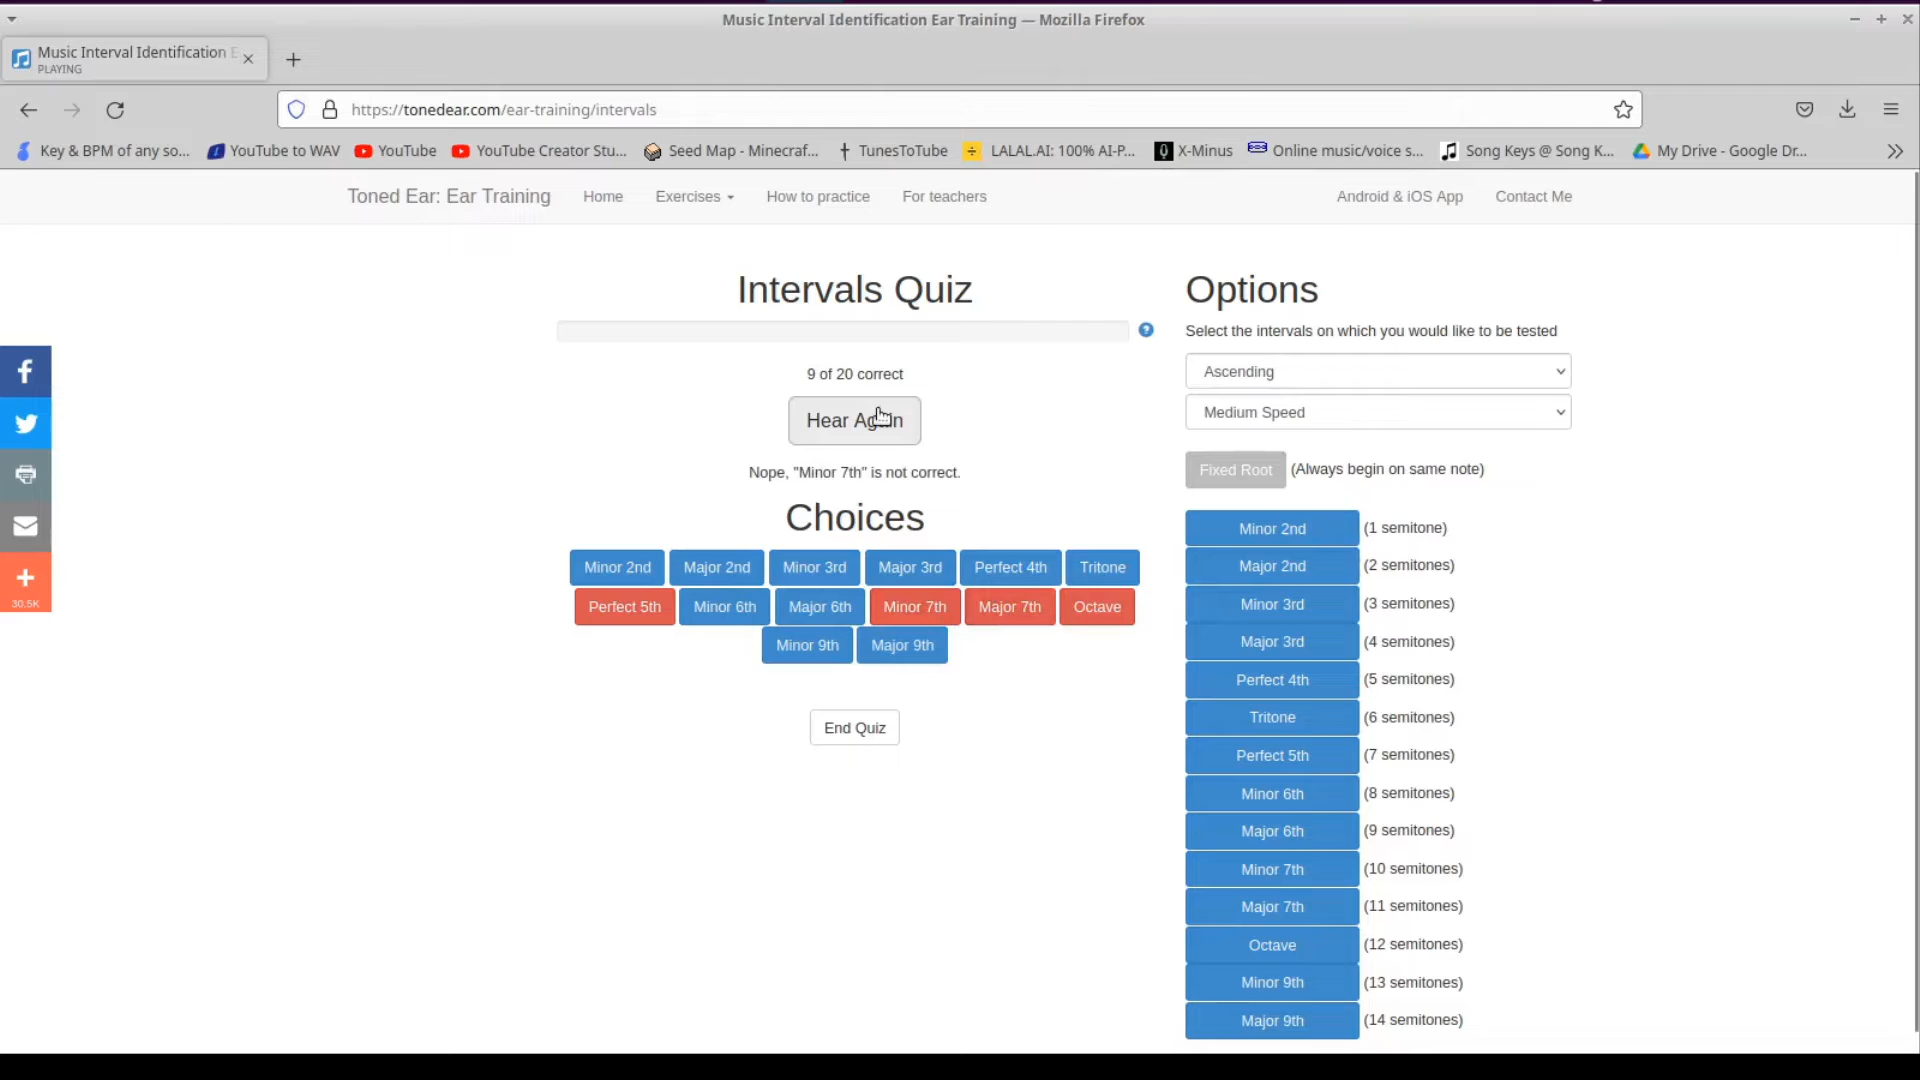 Music Interval Identification Ear Training — Mozilla Firefox
Music Interval Identification E
PLAYING
https://tonedear.com/ear-training/intervals
Key & BPM of any so...
YouTube to WAV
YouTube
YouTube Creator Stu...
Seed Map - Minecraf...
TunesToTube
LALAL.AI: 100% AI-P...
X-Minus
Online music/voice s...
Song Keys @ Song K...
My Drive - Google Dr...
Toned Ear: Ear Training
Home
Exercises
How to practice
For teachers
Android & iOS App
Contact Me
Intervals Quiz
9 of 20 correct
Hear Again
Nope, "Minor 7th" is not correct.
Choices
Minor 2nd Major 2nd Minor 3rd Major 3rd Perfect 4th Tritone
Perfect 5th Minor 6th Major 6th Minor 7th Major 7th Octave
Minor 9th Major 9th
End Quiz
30.5K
Options
Select the intervals on which you would like to be tested
Ascending
Medium Speed
Fixed Root (Always begin on same note)
Minor 2nd (1 semitone)
Major 2nd (2 semitones)
Minor 3rd (3 semitones)
Major 3rd (4 semitones)
Perfect 4th (5 semitones)
Tritone (6 semitones)
Perfect 5th (7 semitones)
Minor 6th (8 semitones)
Major 6th (9 semitones)
Minor 7th (10 semitones)
Major 7th (11 semitones)
Octave (12 semitones)
Minor 9th (13 semitones)
Major 9th (14 semitones)